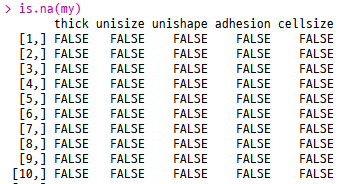 > is.na(my)
thick unisize unishape adhesion cellsize
[1,] FALSE FALSE FALSE FALSE FALSE
[2,] FALSE FALSE FALSE FALSE FALSE
[3,] FALSE FALSE FALSE FALSE FALSE
[4,] FALSE FALSE FALSE FALSE FALSE
[5,] FALSE FALSE FALSE FALSE FALSE
[6,] FALSE FALSE FALSE FALSE FALSE
[7,] FALSE FALSE FALSE FALSE FALSE
[8,] FALSE FALSE FALSE FALSE FALSE
[9,] FALSE FALSE FALSE FALSE FALSE
[10,] FALSE FALSE FALSE FALSE FALSE